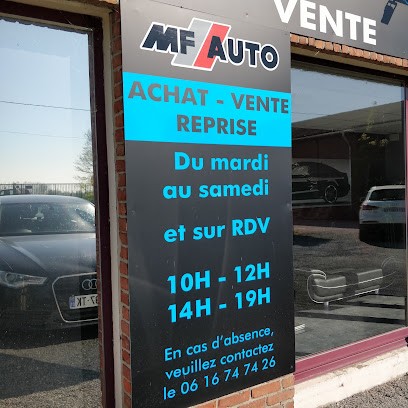 VENTE
MF AUTO
ACHAT - VENTE
REPRISE
Du mardi
au samedi
et sur RDV
10H - 12H
14H - 19H
En cas d'absence,
veuillez contactez
le 06 16 74 74 26